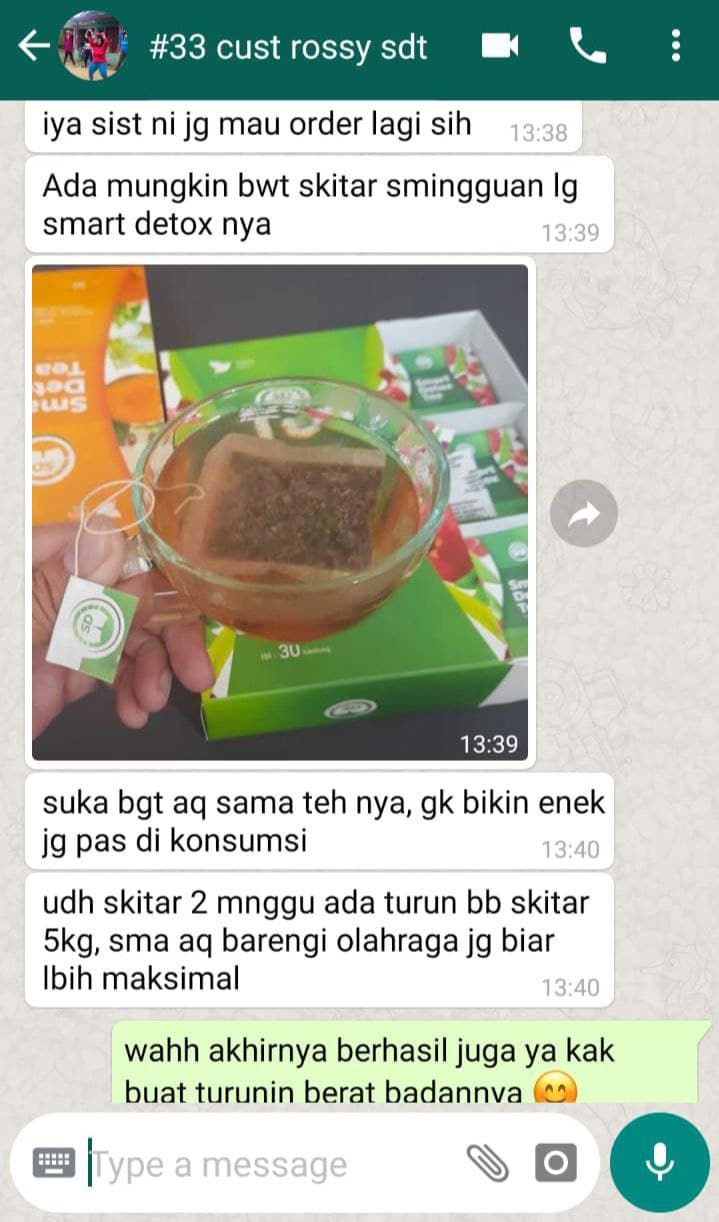 #33 cust rossy sdt
iya sist ni jg mau order lagi sih 13:38
Ada mungkin bwt skitar smingguan lg
smart detox nya 13:39
Tea
30
SD
13:39
suka bgt aq sama teh nya, gk bikin enek
jg pas di konsumsi 13:40
udh skitar 2 mnggu ada turun bb skitar
5kg, sma aq barengi olahraga jg biar
lbih maksimal 13:40
wahh akhirnya berhasil juga ya kak
buat turunin berat badannya 😊
Type a message